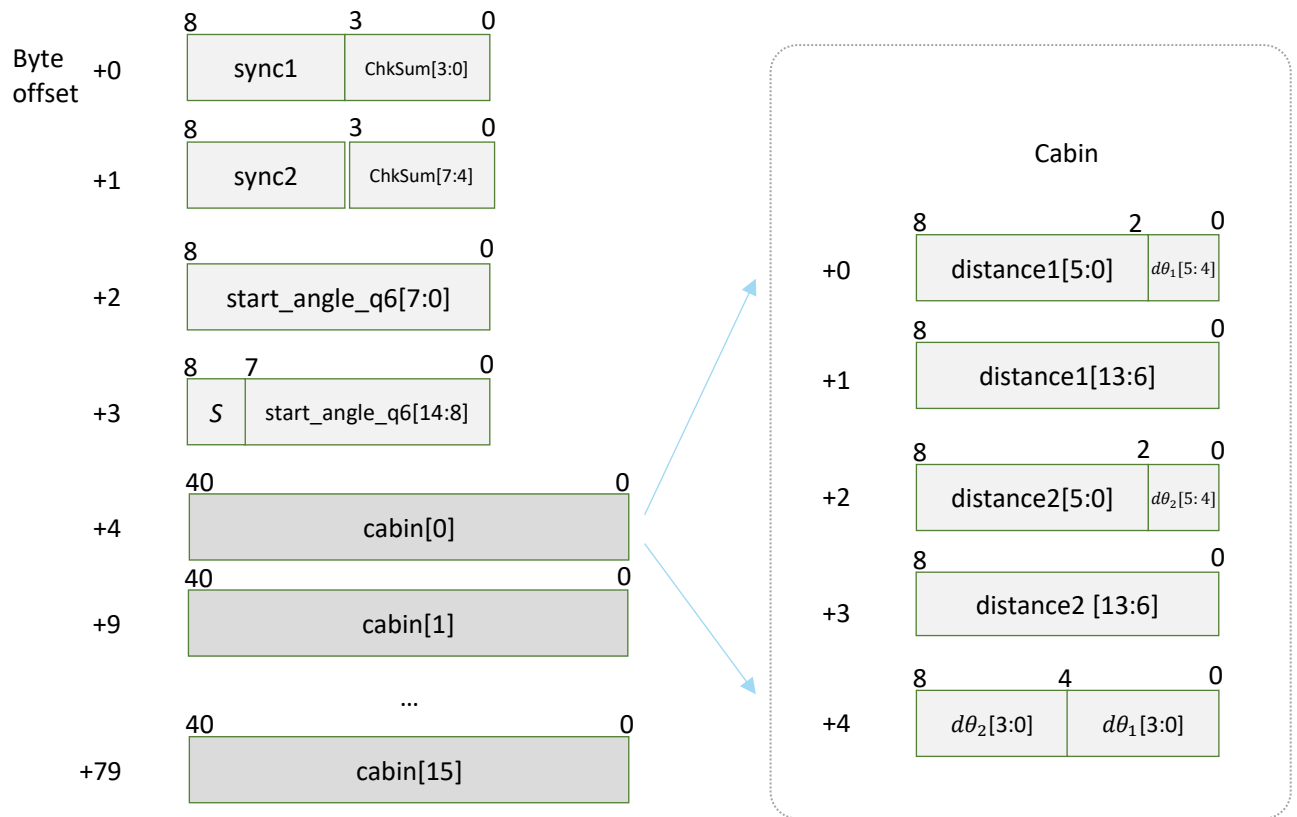 8 3 0
Byte
offset
+0
sync1 ChkSum[3:0]
8 3 0
+1
sync2 ChkSum[7:4]
8 0
+2
start_angle_q6[7:0]
8 7 0
+3
S start_angle_q6[14:8]
40 0
+4
cabin[0]
40 0
+9
cabin[1]
...
40 0
+79
cabin[15]
Cabin
8 2 0
+0
distance1[5:0] dθ₁[5:4]
8 0
+1
distance1[13:6]
8 2 0
+2
distance2[5:0] dθ₂[5:4]
8 0
+3
distance2 [13:6]
8 4 0
+4
dθ₂[3:0] dθ₁[3:0]